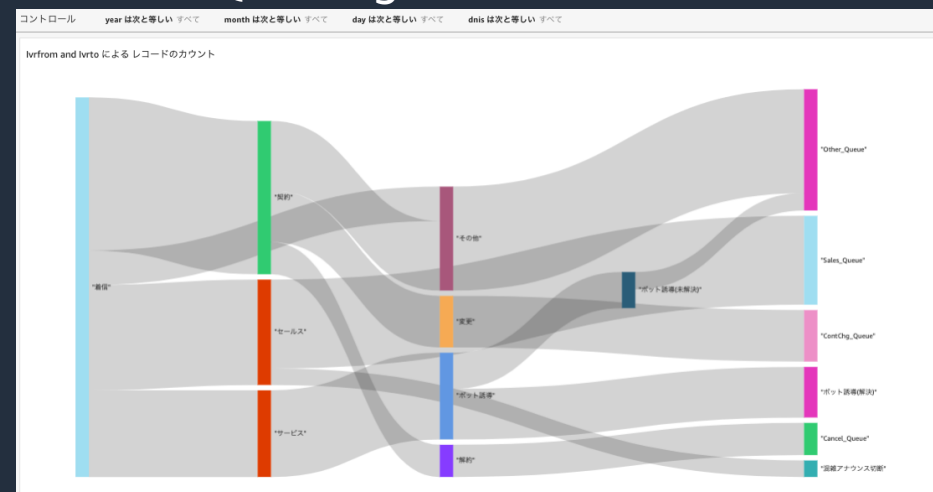 コントロール year は次と等しい すべて month は次と等しい すべて day は次と等しい すべて dnis は次と等しい すべて
Ivrfrom and Ivrto による レコードのカウント
"Other_Queue"
"契約"
"その他"
"Sales_Queue"
"着信"
"ボット誘導(未解決)"
"変更"
"セールス"
"ContChg_Queue"
"ボット誘導"
"ボット誘導(解決)"
"サービス"
"Cancel_Queue"
"解約"
"混雑アナウンス切断"